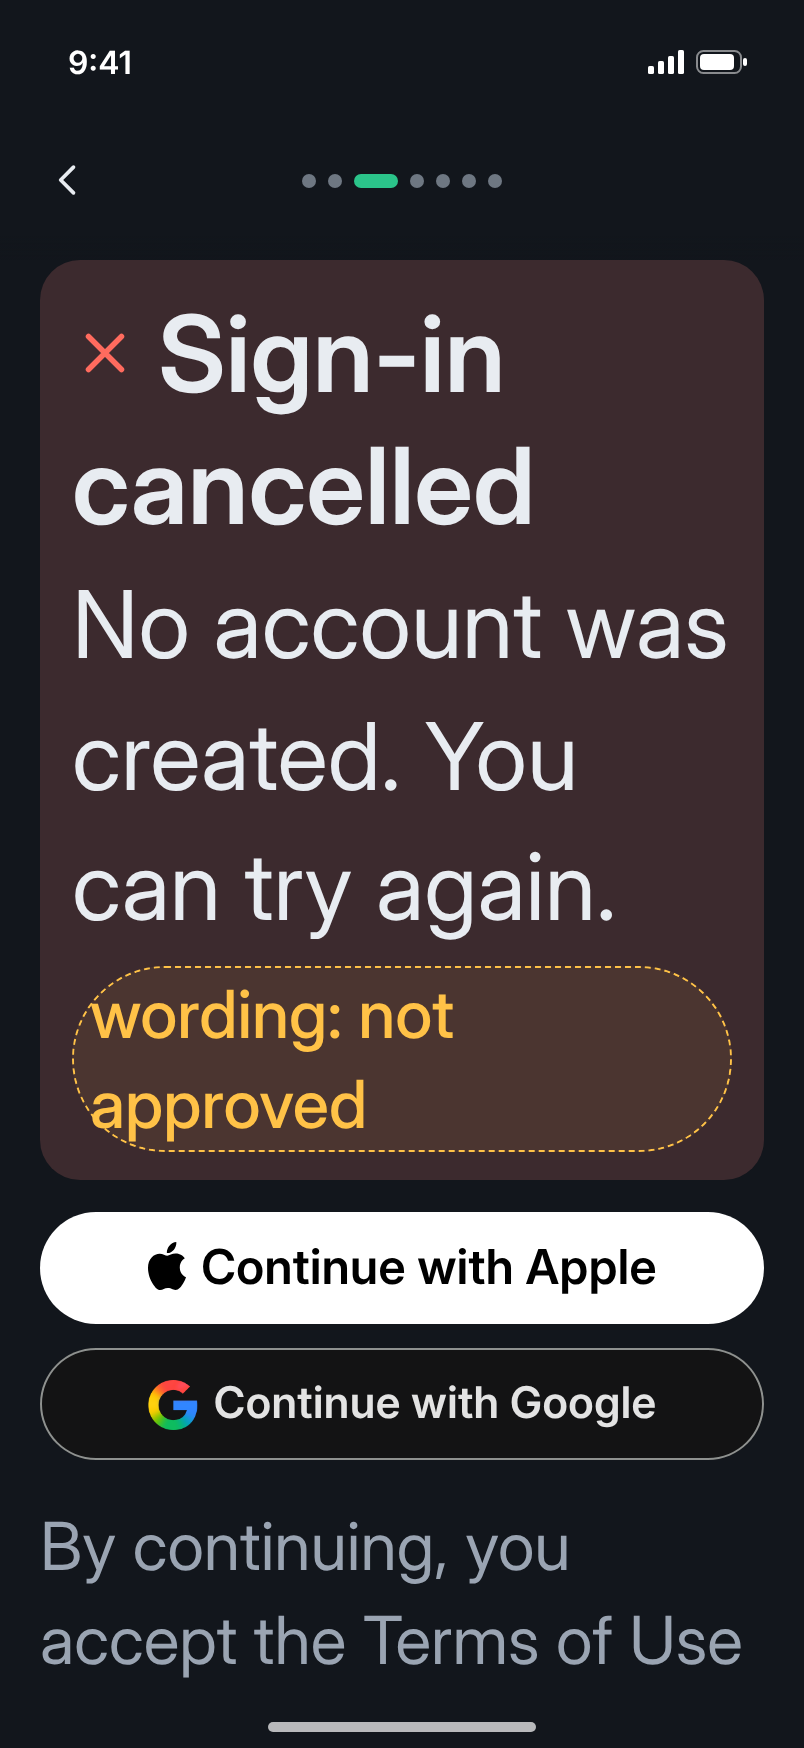 9:41
Sign-in
cancelled
No account was
created. You
can try again.
wording: not
approved
Continue with Apple
Continue with Google
By continuing, you
accept the Terms of Use